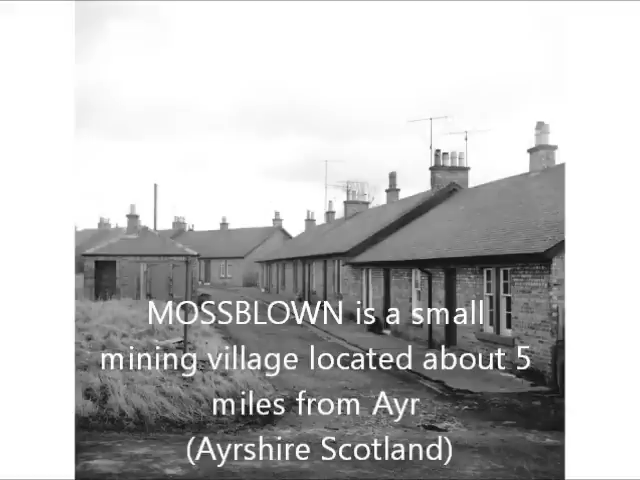 MOSSBLOWN is a small
mining village located about 5
miles from Ayr
(Ayrshire Scotland)